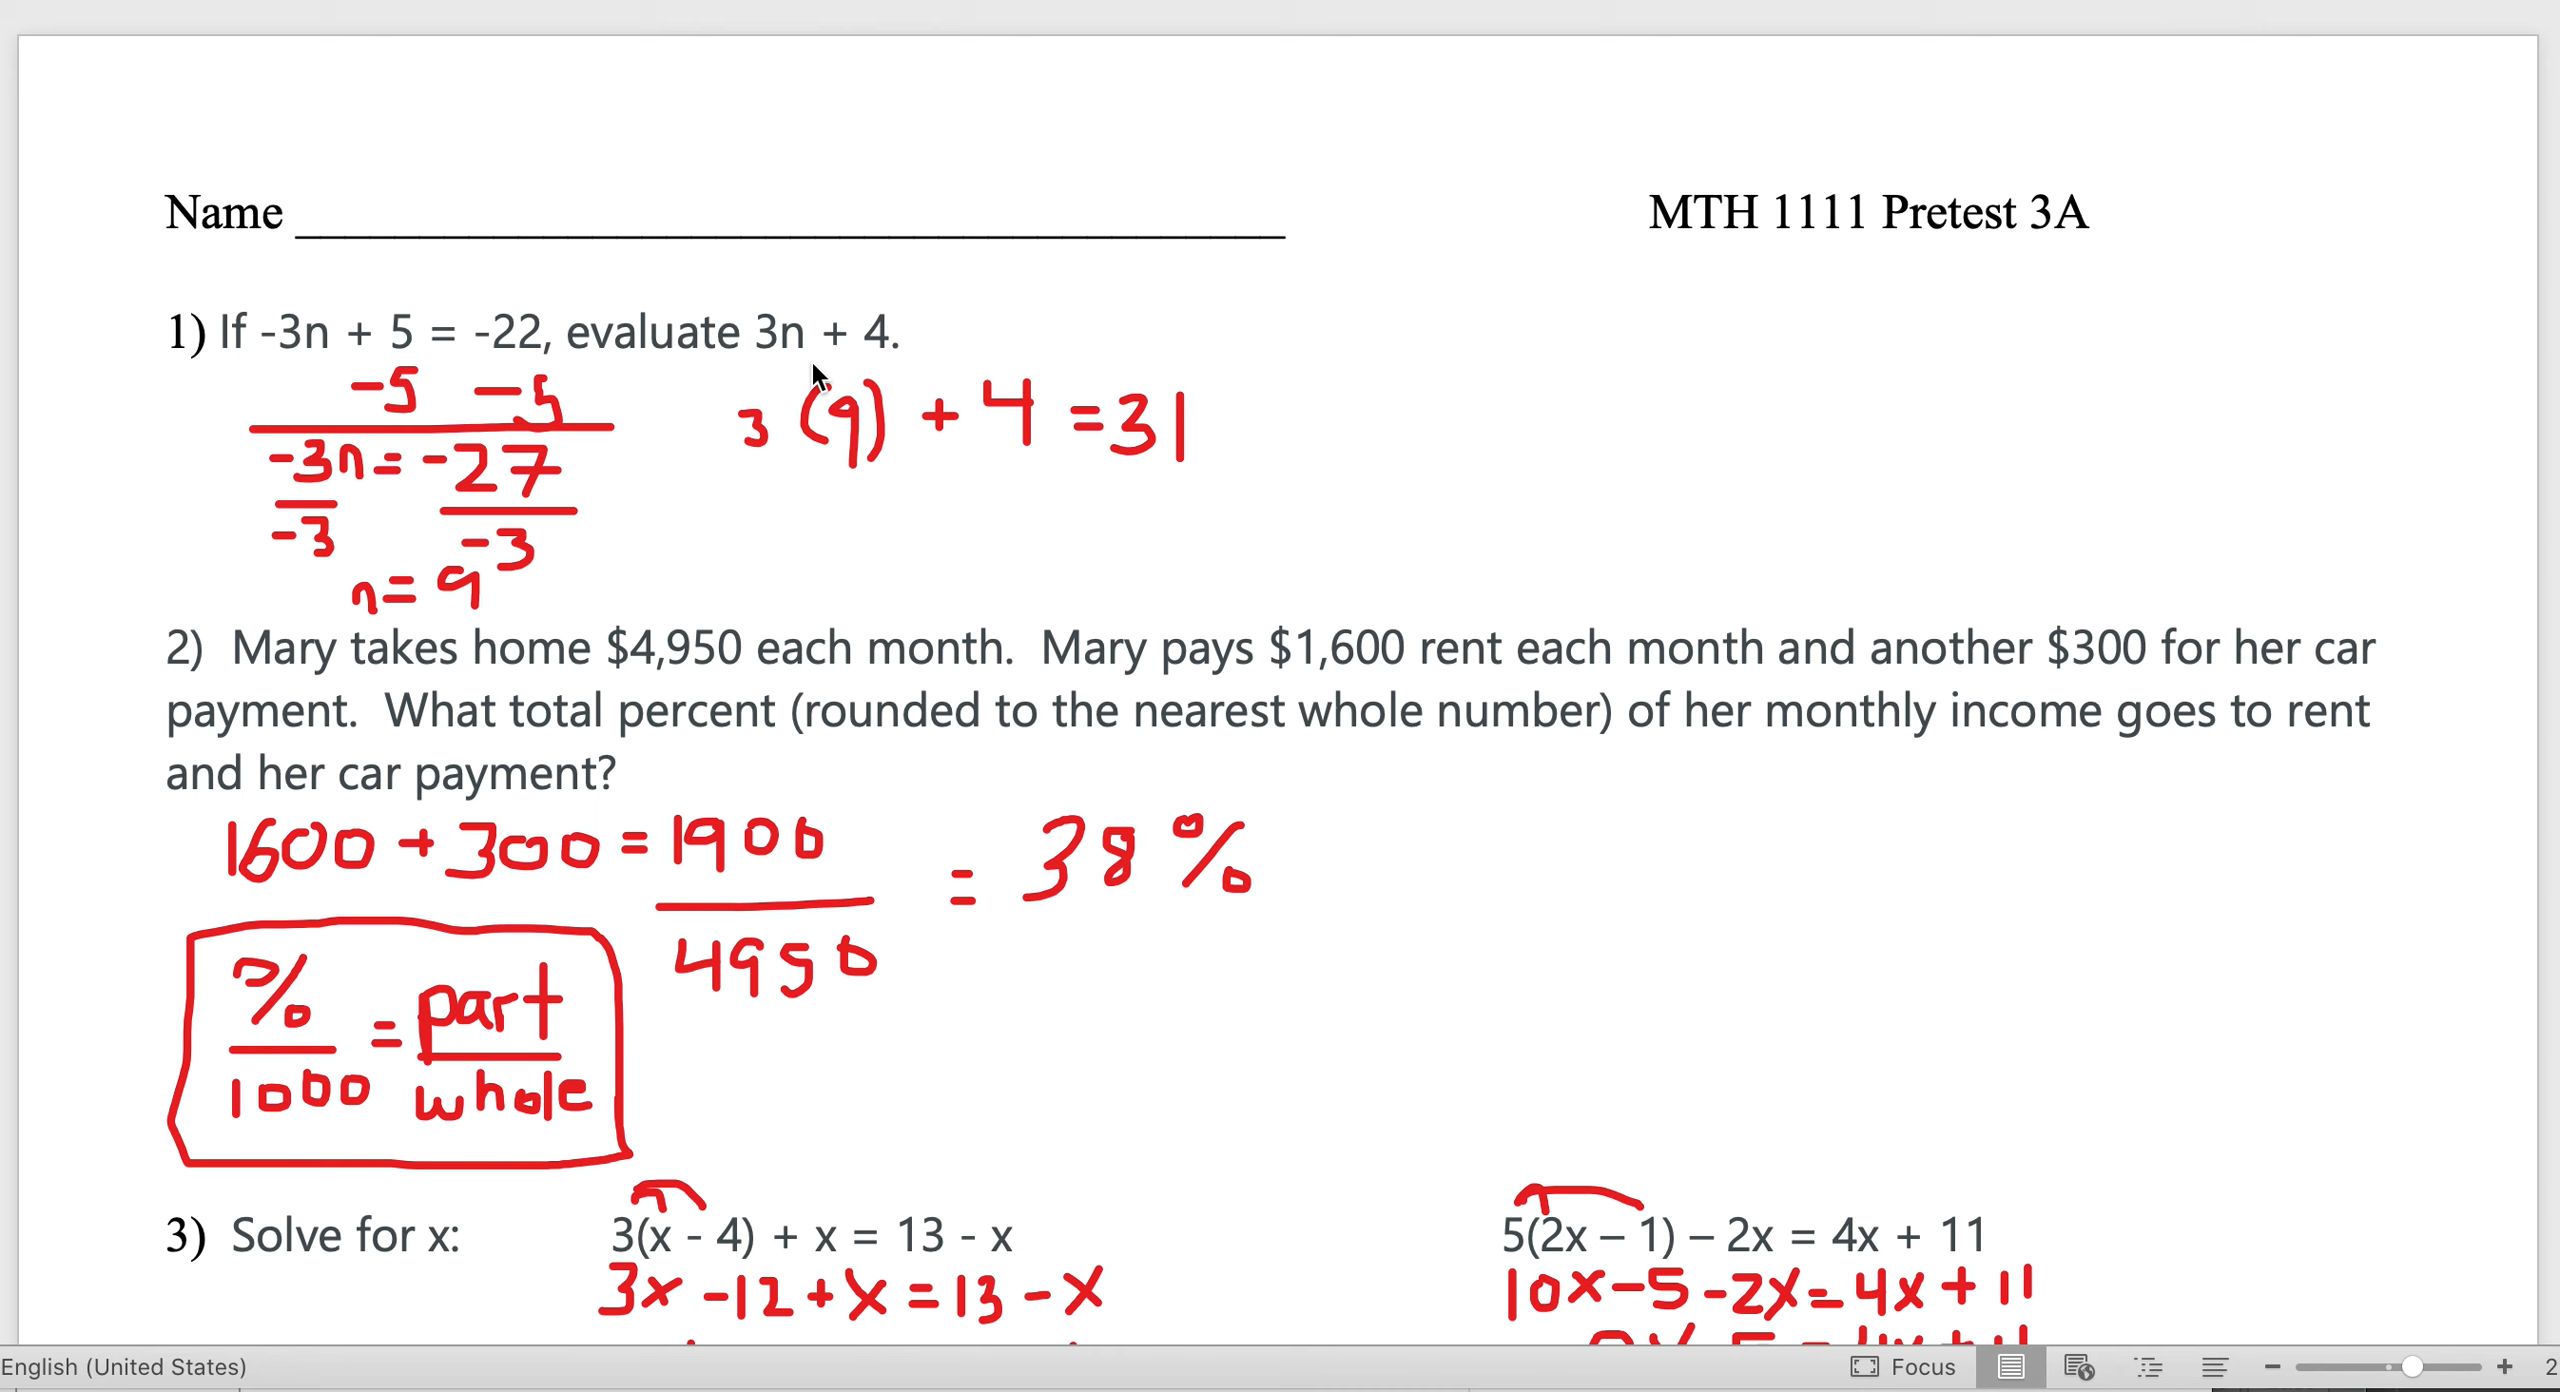 Name ________________ MTH 1111 Pretest 3A
1) If -3n + 5 = -22, evaluate 3n + 4.
-5 -5
3 (9) + 4 = 31
-3n = -27
-3 -3
n = 9
2) Mary takes home $4,950 each month. Mary pays $1,600 rent each month and another $300 for her car
payment. What total percent (rounded to the nearest whole number) of her monthly income goes to rent
and her car payment?
1600 + 300 = 1900 = 38%
4950
% = part
1000 whole
3) Solve for x: 3(x - 4) + x = 13 - x 5(2x – 1) – 2x = 4x + 11
3x -12 + x = 13 - x 10x - 5 - 2x = 4x + 11
English (United States) Focus 2